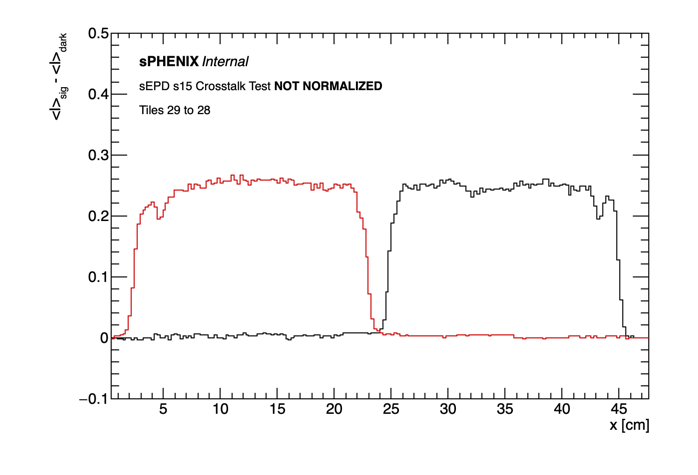 0.5
sPHENIX Internal
sEPD s15 Crosstalk Test NOT NORMALIZED
Tiles 29 to 28
<I>sig - <I>dark
0.4
0.3
0.2
0.1
0
−0.1
5 10 15 20 25 30 35 40 45
x [cm]